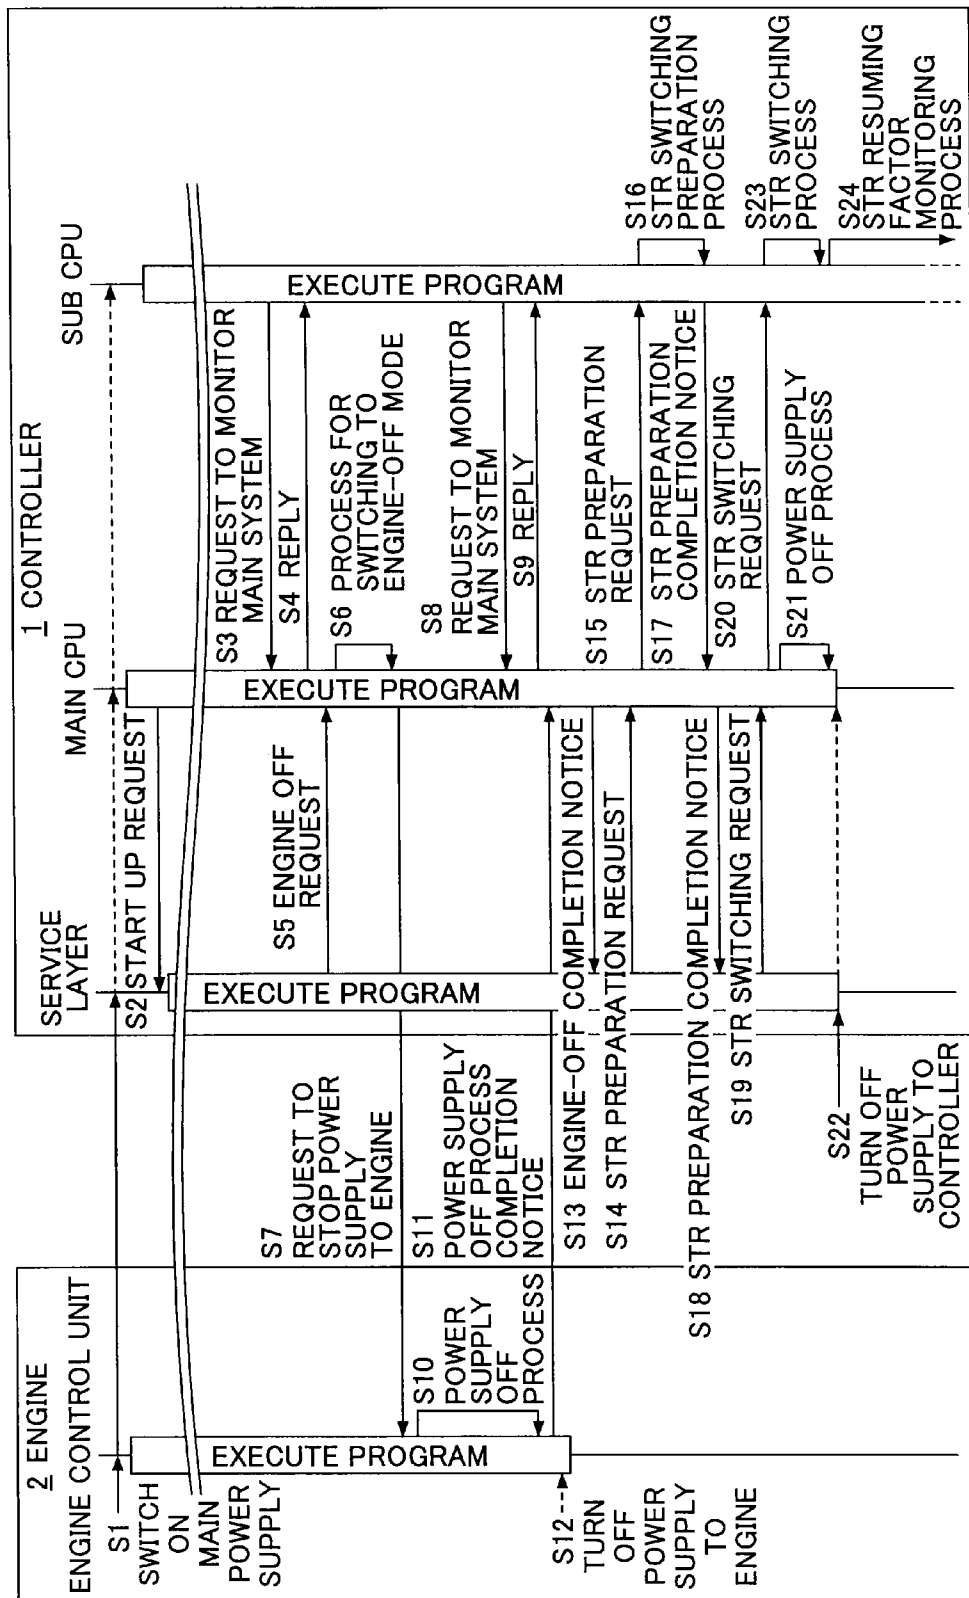 2 ENGINE
ENGINE CONTROL UNIT
1 CONTROLLER
SERVICE
LAYER
MAIN CPU
SUB CPU
S1
SWITCH
ON
MAIN
POWER
SUPPLY
S2 START UP REQUEST
EXECUTE PROGRAM
EXECUTE PROGRAM
EXECUTE PROGRAM
EXECUTE PROGRAM
S3 REQUEST TO MONITOR
MAIN SYSTEM
S4 REPLY
S5 ENGINE OFF
REQUEST
S6 PROCESS FOR
SWITCHING TO
ENGINE-OFF MODE
S7
REQUEST TO
STOP POWER
SUPPLY
TO ENGINE
S8
REQUEST TO MONITOR
MAIN SYSTEM
S9 REPLY
S10
POWER
SUPPLY
OFF
PROCESS
S11
POWER SUPPLY
OFF PROCESS
COMPLETION
NOTICE
S12
TURN
OFF
POWER
SUPPLY
TO
ENGINE
S13 ENGINE-OFF COMPLETION NOTICE
S14 STR PREPARATION REQUEST
S15 STR PREPARATION
REQUEST
S16
STR SWITCHING
PREPARATION
PROCESS
S17 STR PREPARATION
COMPLETION NOTICE
S18 STR PREPARATION COMPLETION NOTICE
S19 STR SWITCHING REQUEST
S20 STR SWITCHING
REQUEST
S21 POWER SUPPLY
OFF PROCESS
S22
TURN OFF
POWER
SUPPLY TO
CONTROLLER
S23
STR SWITCHING
PROCESS
S24
STR RESUMING
FACTOR
MONITORING
PROCESS